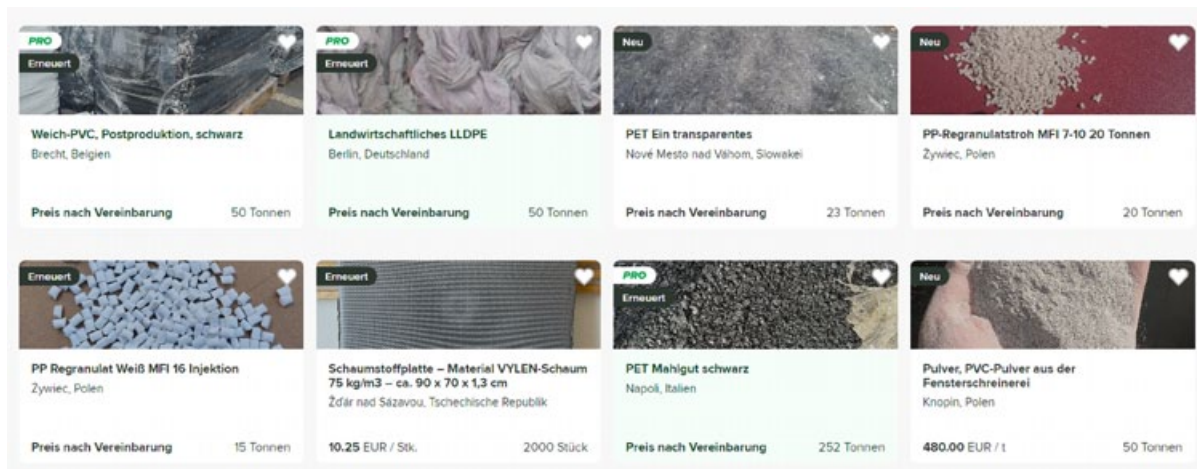 PRO
Erneuert
Weich-PVC, Postproduktion, schwarz
Brecht, Belgien
Preis nach Vereinbarung 50 Tonnen
PRO
Erneuert
Landwirtschaftliches LLDPE
Berlin, Deutschland
Preis nach Vereinbarung 50 Tonnen
Neu
PET Ein transparentes
Nové Mesto nad Váhom, Slowakei
Preis nach Vereinbarung 23 Tonnen
Neu
PP-Regranulatstroh MFI 7-10 20 Tonnen
Żywiec, Polen
Preis nach Vereinbarung 20 Tonnen
Erneuert
PP Regranulat Weiß MFI 16 Injektion
Żywiec, Polen
Preis nach Vereinbarung 15 Tonnen
Erneuert
Schaumstoffplatte – Material VYLEN-Schaum
75 kg/m3 – ca. 90 x 70 x 1,3 cm
Žďár nad Sázavou, Tschechische Republik
10.25 EUR / Stk. 2000 Stück
PRO
Erneuert
PET Mahlgut schwarz
Napoli, Italien
Preis nach Vereinbarung 252 Tonnen
Neu
Pulver, PVC-Pulver aus der
Fensterschreinerei
Knopin, Polen
480.00 EUR / t 50 Tonnen